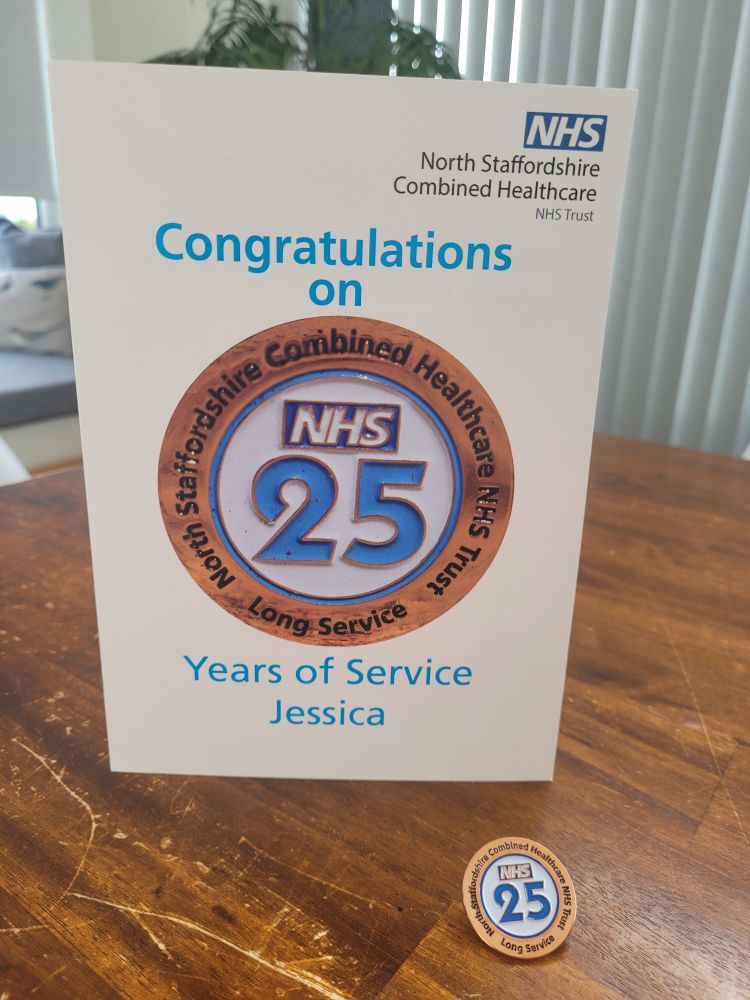 NHS
North Staffordshire
Combined Healthcare
NHS Trust
Congratulations
on
North Staffordshire Combined Healthcare NHS Trust
NHS
25
Long Service
Years of Service
Jessica
North Staffordshire Combined Healthcare NHS Trust
NHS
25
Long Service